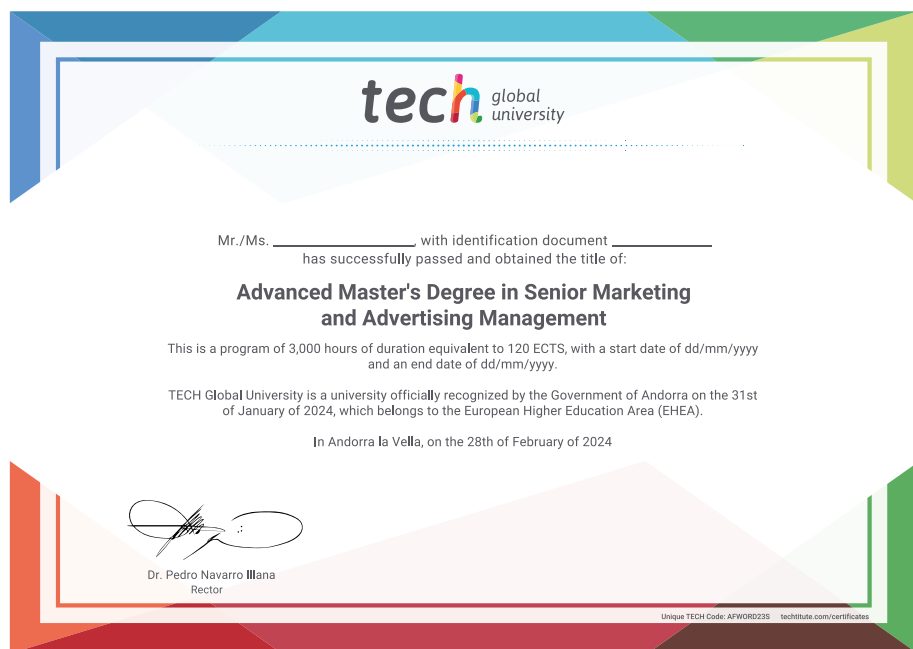 tech global
university
Mr./Ms. ____________, with identification document ____________
has successfully passed and obtained the title of:
Advanced Master's Degree in Senior Marketing
and Advertising Management
This is a program of 3,000 hours of duration equivalent to 120 ECTS, with a start date of dd/mm/yyyy
and an end date of dd/mm/yyyy.
TECH Global University is a university officially recognized by the Government of Andorra on the 31st
of January of 2024, which belongs to the European Higher Education Area (EHEA).
In Andorra la Vella, on the 28th of February of 2024
Dr. Pedro Navarro Illana
Rector
Unique TECH Code: AFWORD23S techtitute.com/certificates